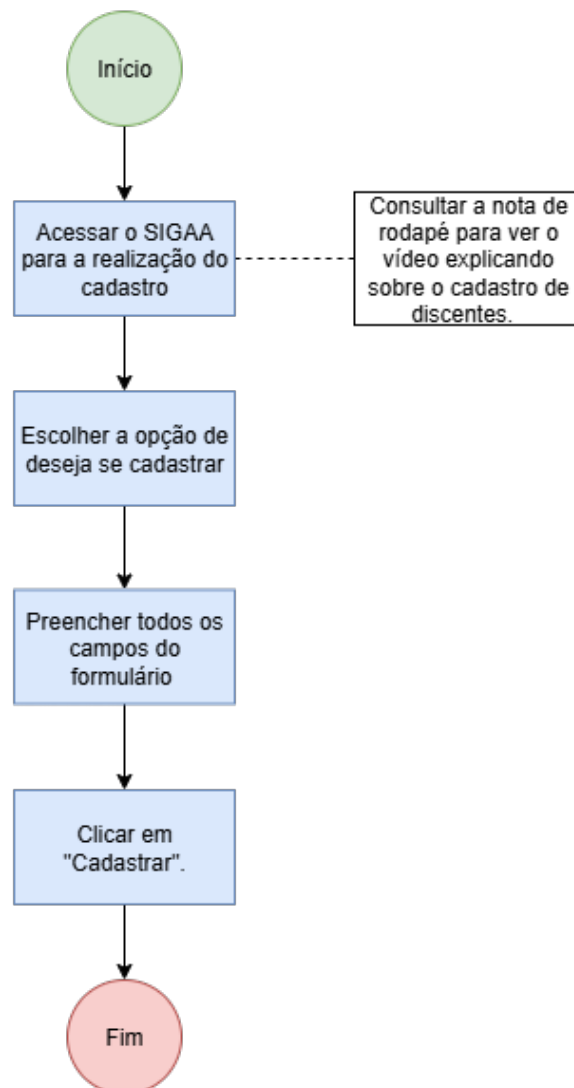 Início
Acessar o SIGAA
para a realização do
cadastro
Consultar a nota de
rodapé para ver o
vídeo explicando
sobre o cadastro de
discentes.
Escolher a opção de
deseja se cadastrar
Preencher todos os
campos do
formulário
Clicar em
"Cadastrar".
Fim